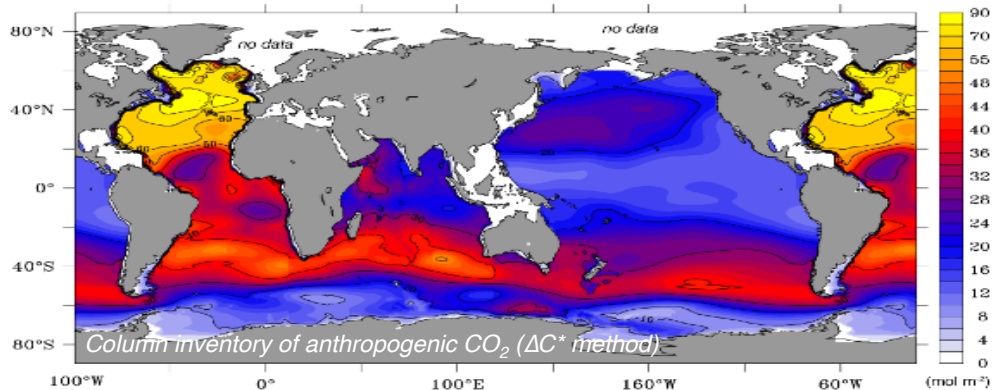 80°N
no data
no data
40°N
0°
40°S
80°S
Column inventory of anthropogenic CO₂ (ΔC* method)
100°W
0°
100°E
160°W
60°W
90
70
55
48
44
40
36
32
28
24
20
16
12
8
4
0
(mol m⁻²)